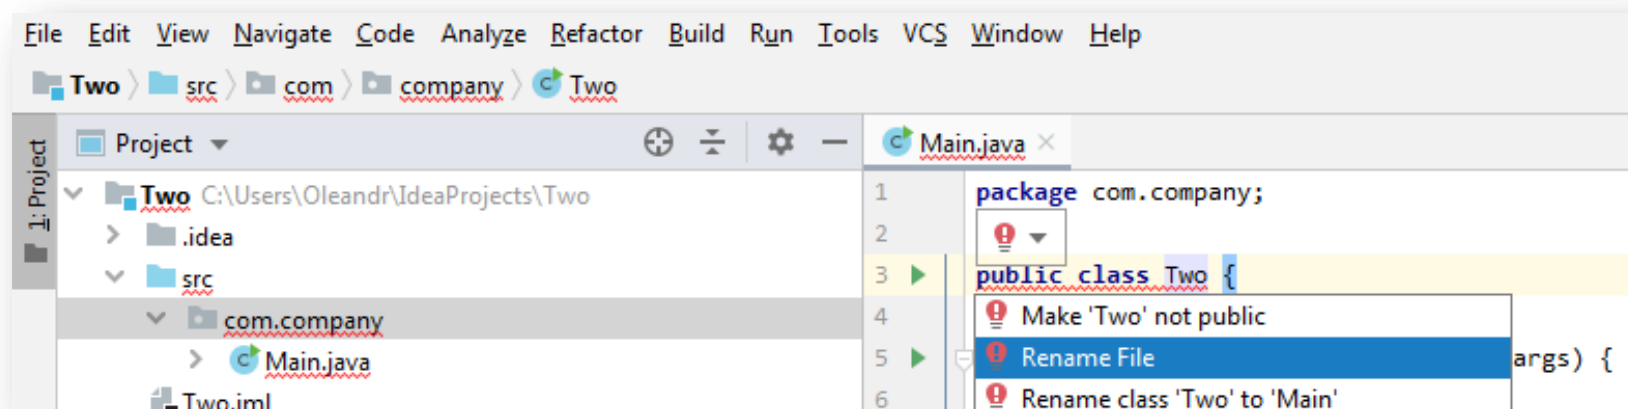 File Edit View Navigate Code Analyze Refactor Build Run Tools VCS Window Help
Two src com company Two
1: Project
Project
Main.java
Two C:\Users\Oleandr\IdeaProjects\Two
.idea
src
com.company
Main.java
Two.iml
1 package com.company;
2
3 public class Two {
4
Make 'Two' not public
5 args) {
Rename File
6
Rename class 'Two' to 'Main'